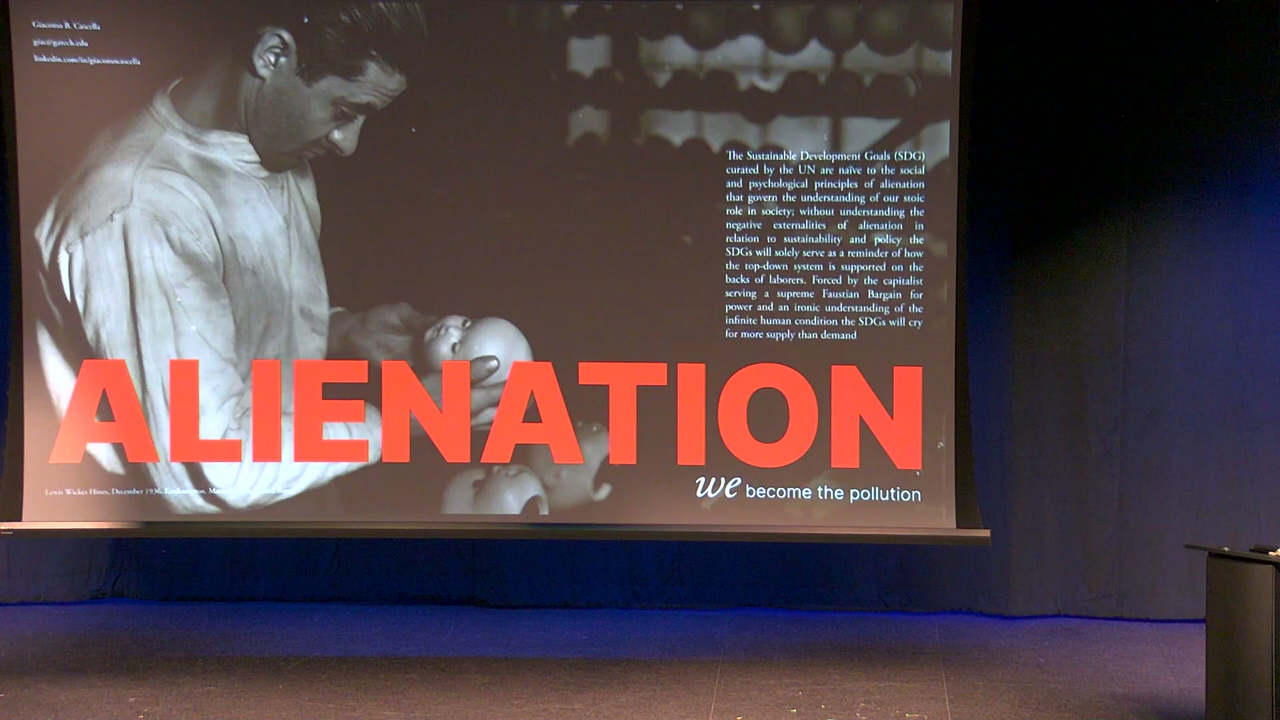 Giacomo B. Cascella
giac@gatech.edu
linkedin.com/in/giacomocascella
The Sustainable Development Goals (SDG)
curated by the UN are naïve to the social
and psychological principles of alienation
that govern the understanding of our stoic
role in society; without understanding the
negative externalities of alienation in
relation to sustainability and policy the
SDGs will solely serve as a reminder of how
the top-down system is supported on the
backs of laborers. Forced by the capitalist
serving a supreme Faustian Bargain for
power and an ironic understanding of the
infinite human condition the SDGs will cry
for more supply than demand
ALIENATION
we become the pollution
Lewis Wickes Hines, December 1936,